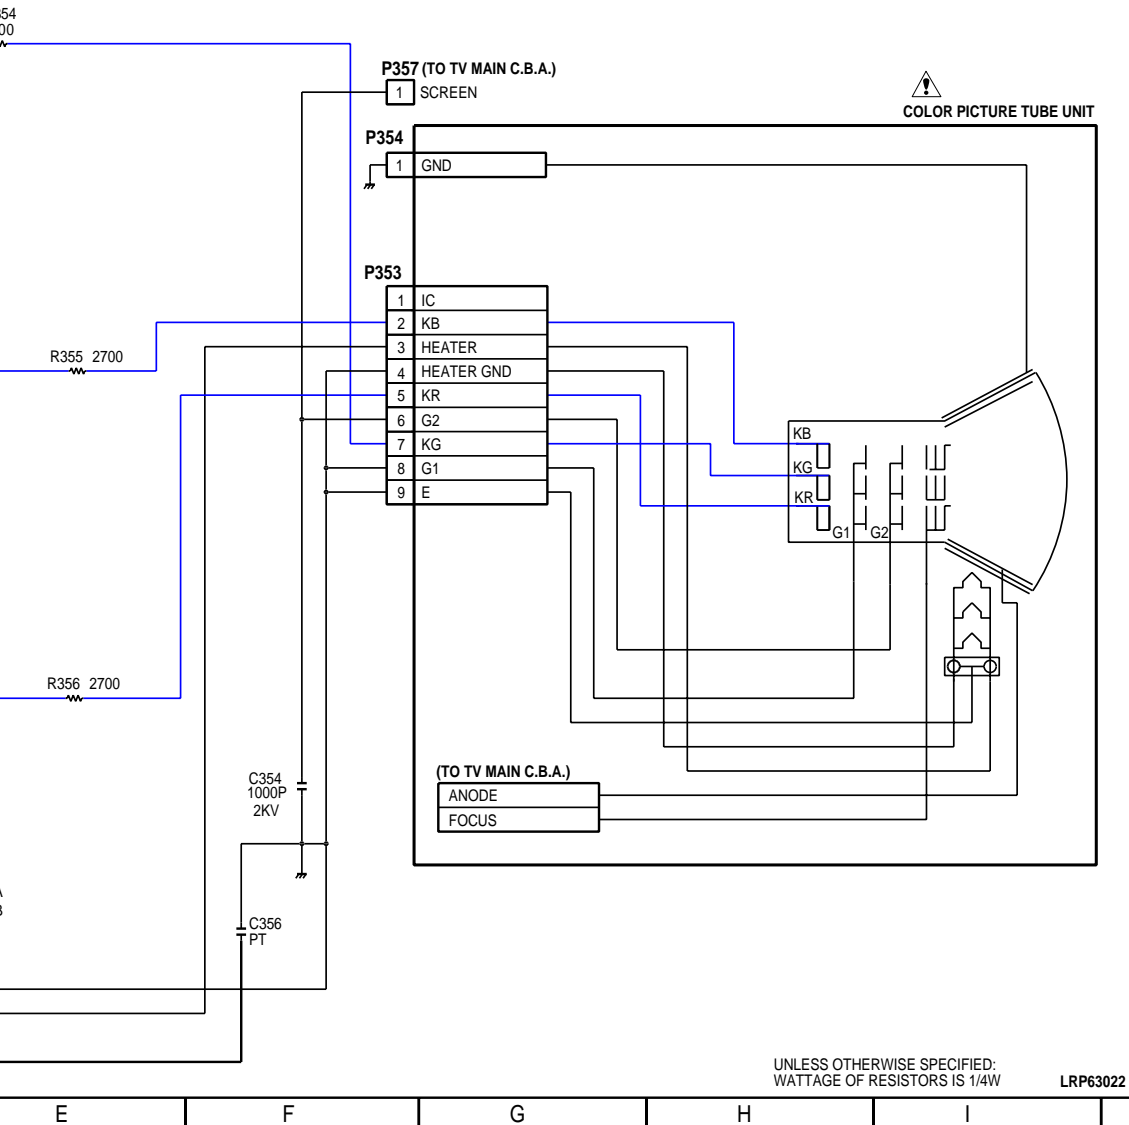 P357 (TO TV MAIN C.B.A.)
1 SCREEN
COLOR PICTURE TUBE UNIT
P354
1 GND
P353
1 IC
2 KB
3 HEATER
4 HEATER GND
5 KR
6 G2
7 KG
8 G1
9 E
R355 2700
KB
KG
KR
G1
G2
R356 2700
C354
1000P
2KV
(TO TV MAIN C.B.A.)
ANODE
FOCUS
C356
PT
UNLESS OTHERWISE SPECIFIED:
WATTAGE OF RESISTORS IS 1/4W
LRP63022
E F G H I